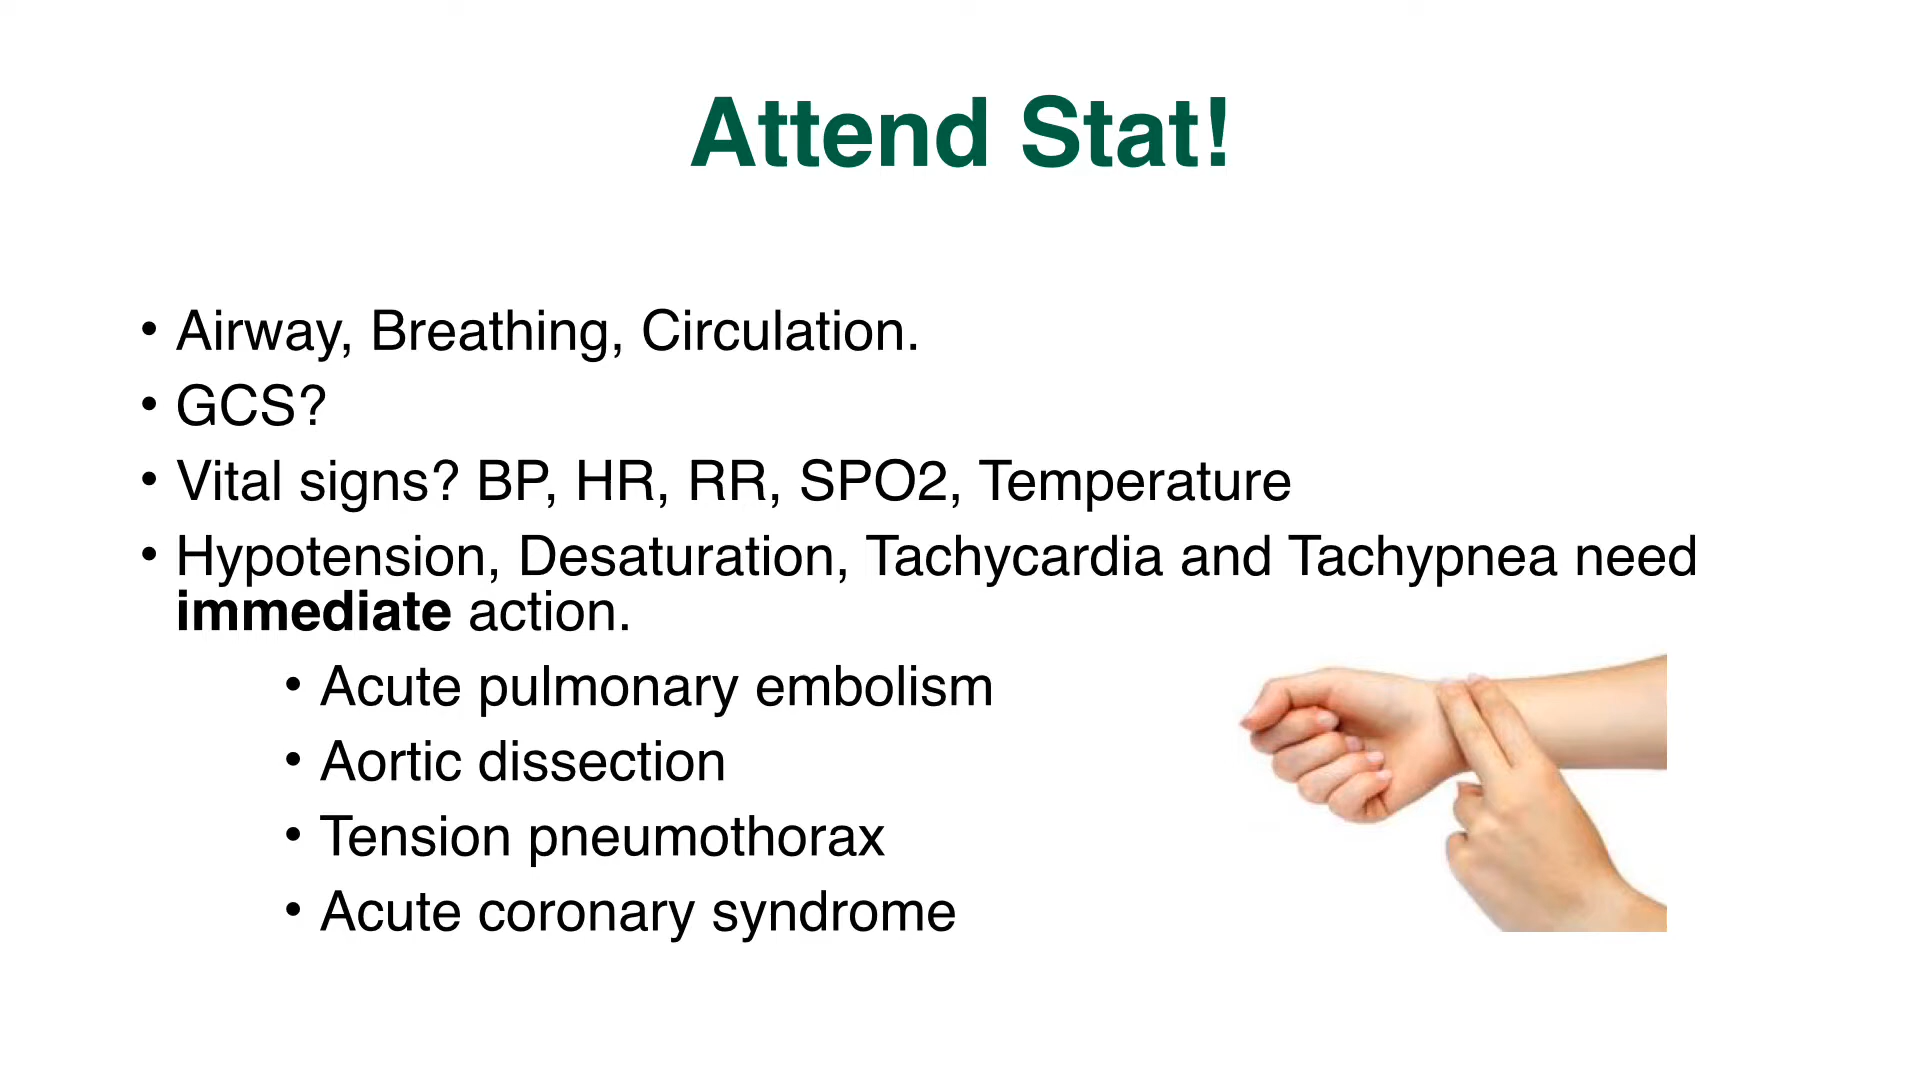 Attend Stat!
• Airway, Breathing, Circulation.
• GCS?
• Vital signs? BP, HR, RR, SPO2, Temperature
• Hypotension, Desaturation, Tachycardia and Tachypnea need
immediate action.
• Acute pulmonary embolism
• Aortic dissection
• Tension pneumothorax
• Acute coronary syndrome